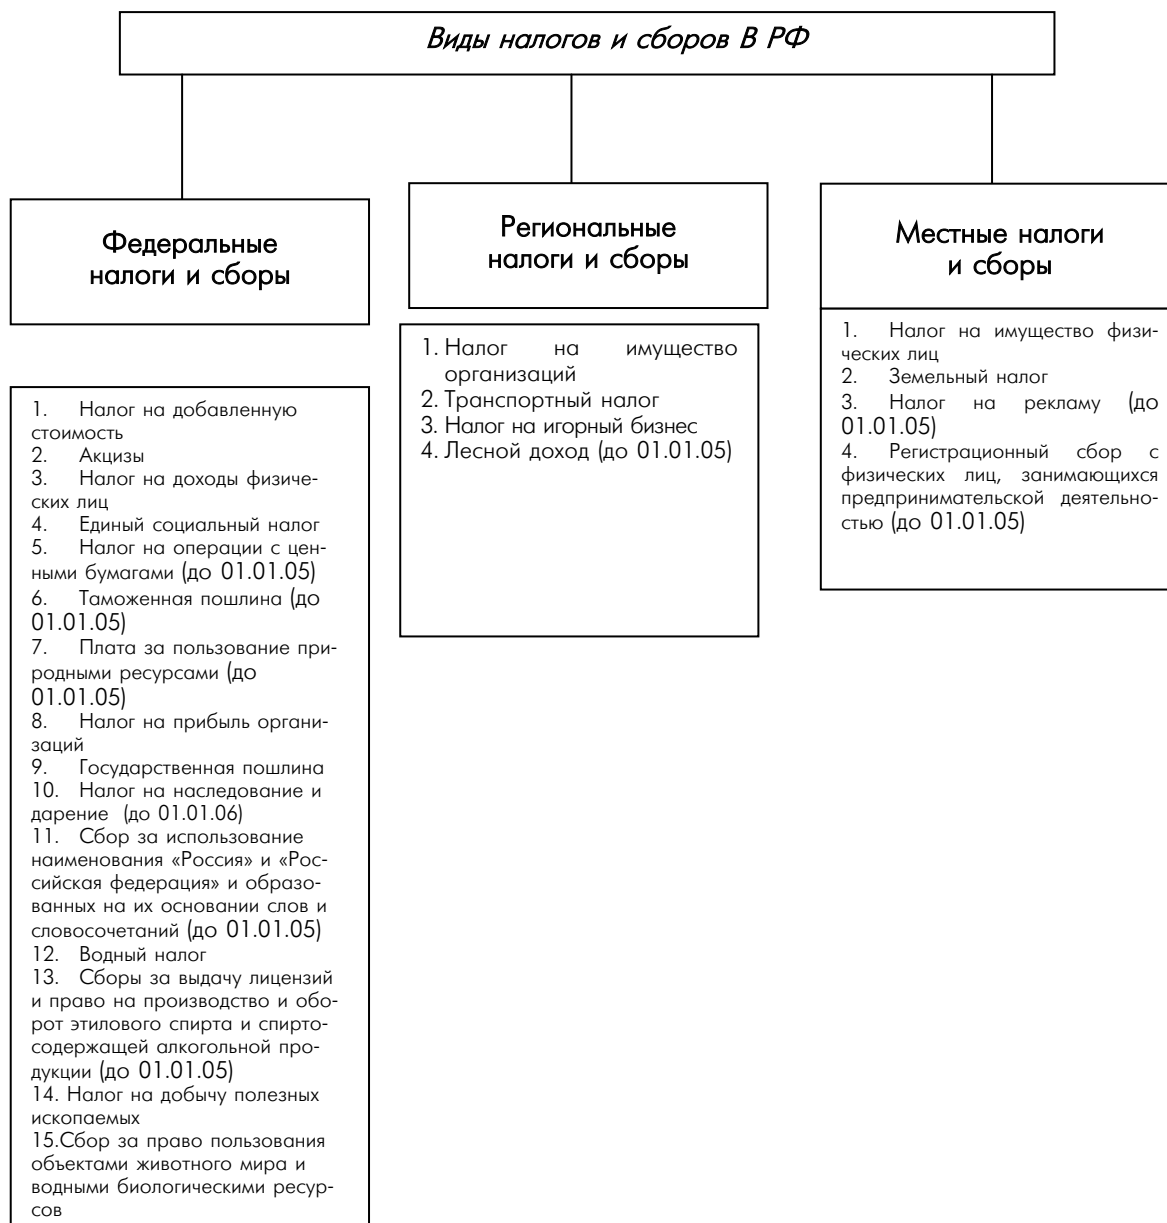 Виды налогов и сборов В РФ
Федеральные
налоги и сборы
1. Налог на добавленную
стоимость
2. Акцизы
3. Налог на доходы физиче-
ских лиц
4. Единый социальный налог
5. Налог на операции с цен-
ными бумагами (до 01.01.05)
6. Таможенная пошлина (до
01.01.05)
7. Плата за пользование при-
родными ресурсами (до
01.01.05)
8. Налог на прибыль органи-
заций
9. Государственная пошлина
10. Налог на наследование и
дарение (до 01.01.06)
11. Сбор за использование
наименования «Россия» и «Рос-
сийская федерация» и образо-
ванных на их основании слов и
словосочетаний (до 01.01.05)
12. Водный налог
13. Сборы за выдачу лицензий
и право на производство и обо-
рот этилового спирта и спирто-
содержащей алкогольной про-
дукции (до 01.01.05)
14. Налог на добычу полезных
ископаемых
15.Сбор за право пользования
объектами животного мира и
водными биологическими ресур-
сов
Региональные
налоги и сборы
1. Налог на имущество
организаций
2. Транспортный налог
3. Налог на игорный бизнес
4. Лесной доход (до 01.01.05)
Местные налоги
и сборы
1. Налог на имущество физи-
ческих лиц
2. Земельный налог
3. Налог на рекламу (до
01.01.05)
4. Регистрационный сбор с
физических лиц, занимающихся
предпринимательской деятельно-
стью (до 01.01.05)